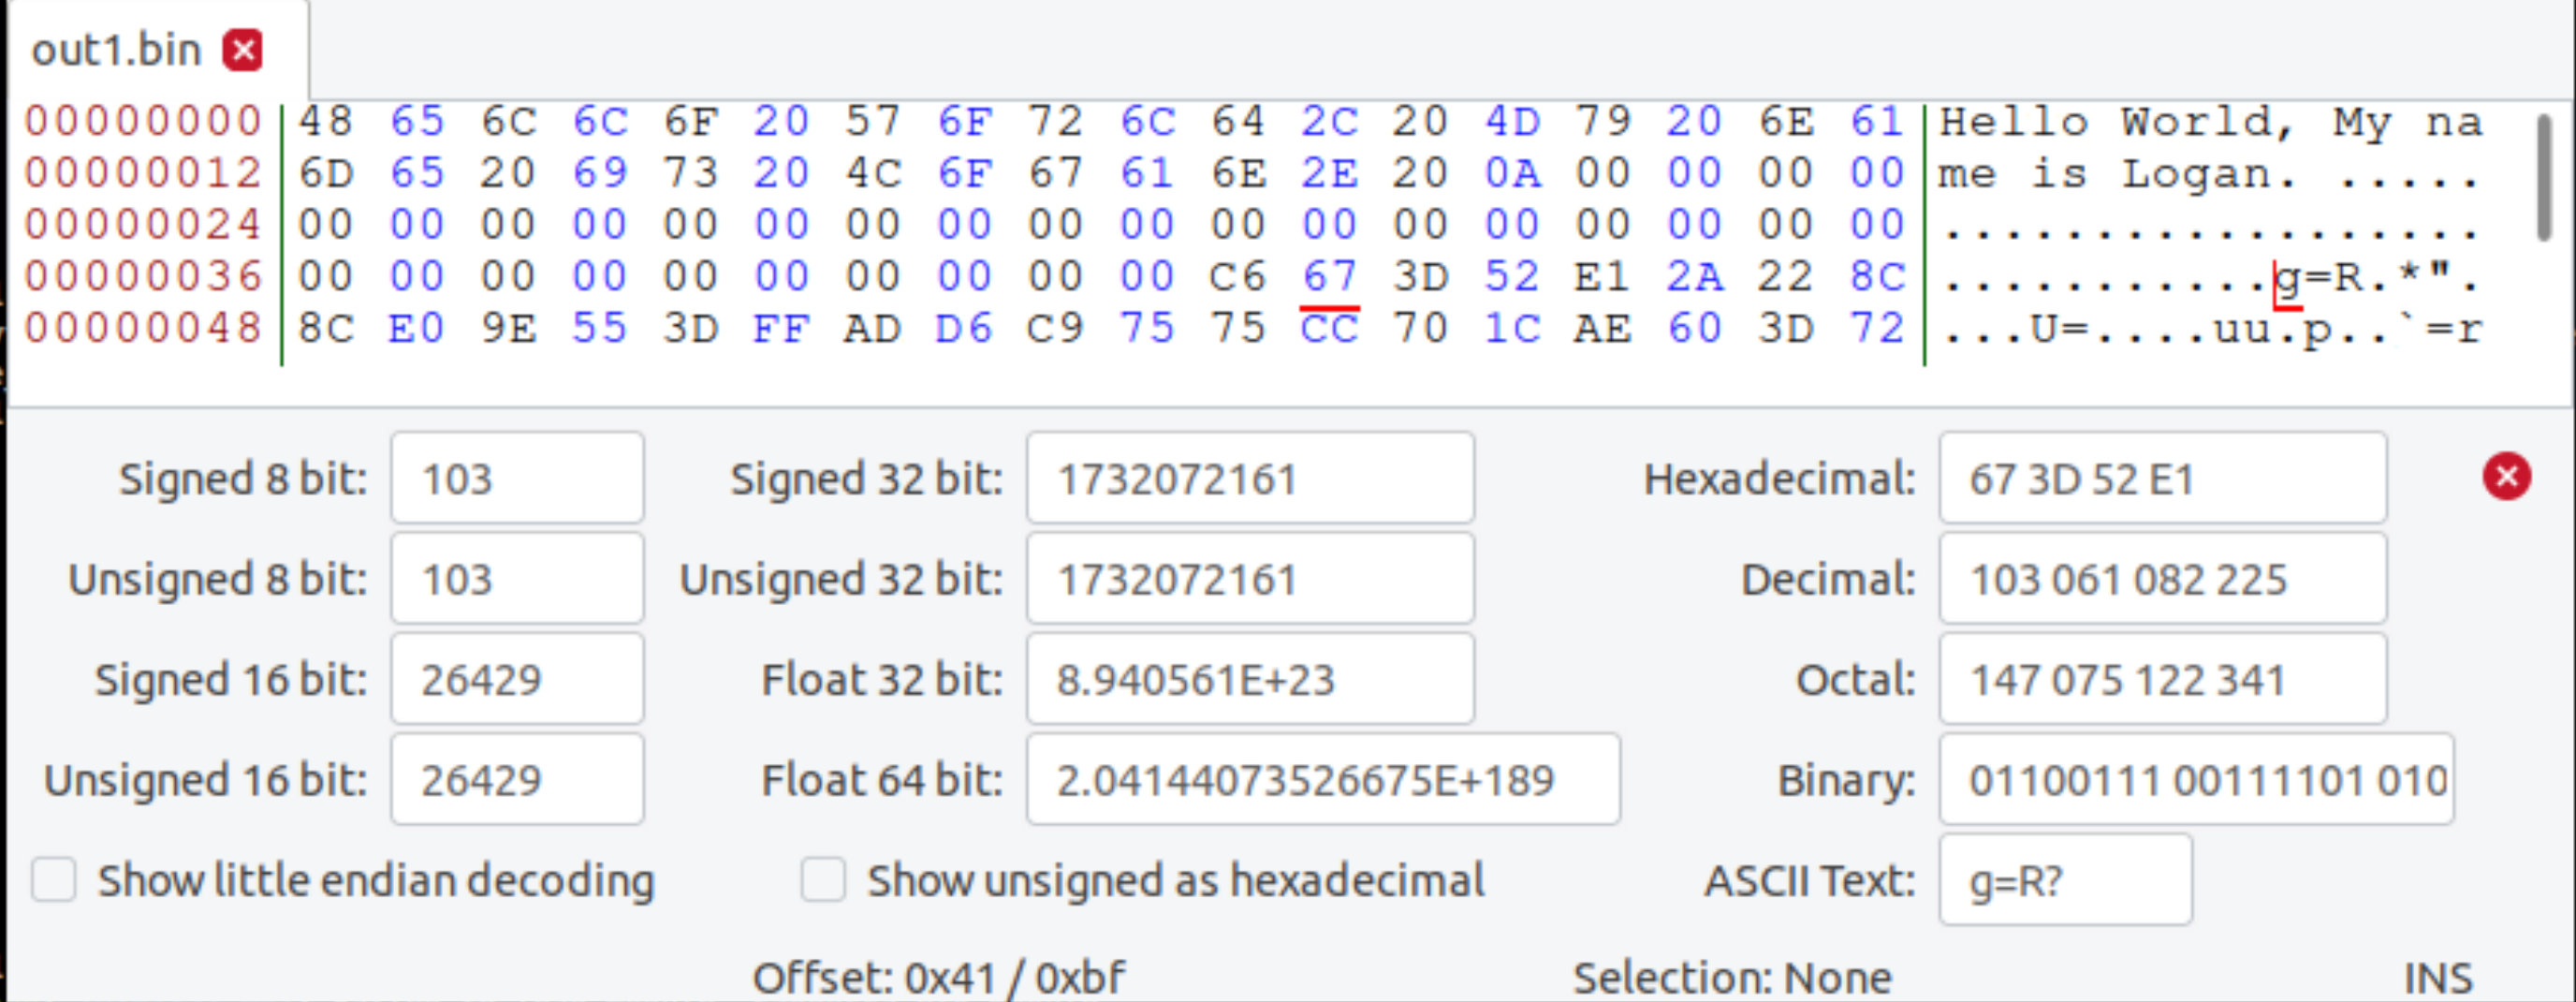 out1.bin
00000000 48 65 6C 6C 6F 20 57 6F 72 6C 64 2C 20 4D 79 20 6E 61 Hello World, My na
00000012 6D 65 20 69 73 20 4C 6F 67 61 6E 2E 20 0A 00 00 00 00 me is Logan. .....
00000024 00 00 00 00 00 00 00 00 00 00 00 00 00 00 00 00 00 00 ..................
00000036 00 00 00 00 00 00 00 00 00 00 C6 67 3D 52 E1 2A 22 8C ...........g=R.*".
00000048 8C E0 9E 55 3D FF AD D6 C9 75 75 CC 70 1C AE 60 3D 72 ...U=....uu.p..`=r
Signed 8 bit: 103 Signed 32 bit: 1732072161 Hexadecimal: 67 3D 52 E1
Unsigned 8 bit: 103 Unsigned 32 bit: 1732072161 Decimal: 103 061 082 225
Signed 16 bit: 26429 Float 32 bit: 8.940561E+23 Octal: 147 075 122 341
Unsigned 16 bit: 26429 Float 64 bit: 2.04144073526675E+189 Binary: 01100111 00111101 010
Show little endian decoding Show unsigned as hexadecimal ASCII Text: g=R?
Offset: 0x41 / 0xbf Selection: None INS